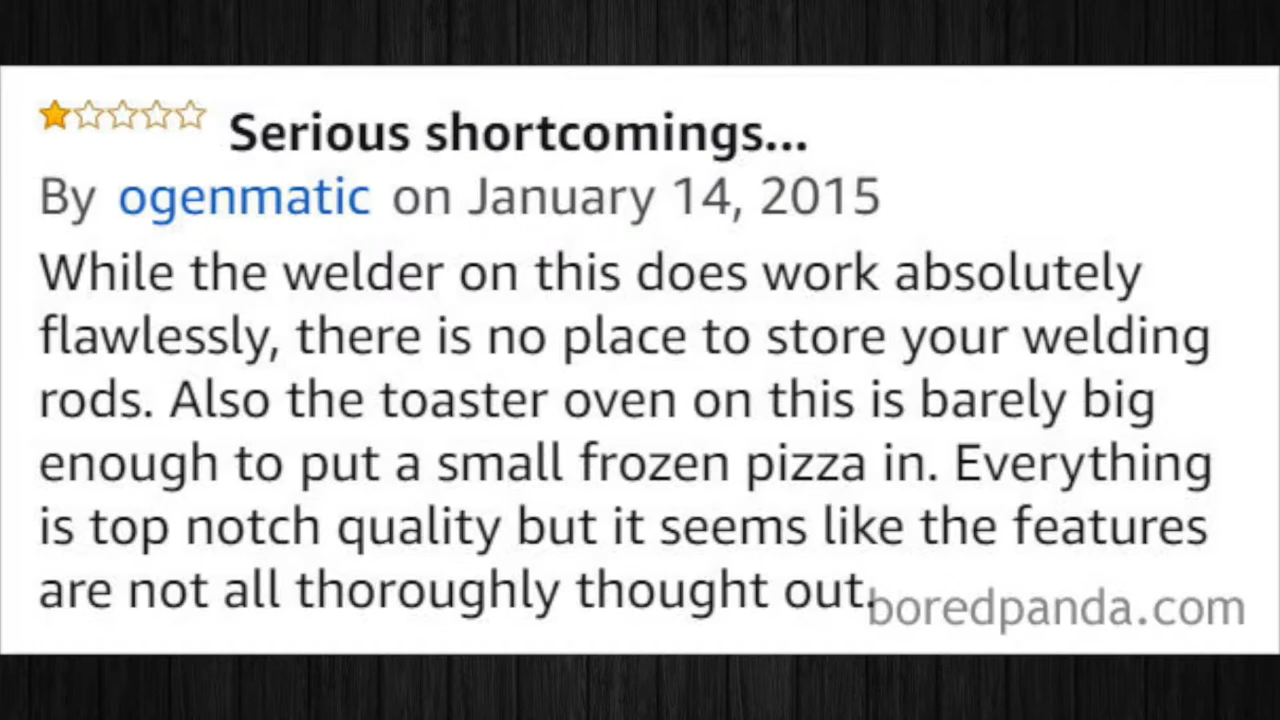 Serious shortcomings...
By ogenmatic on January 14, 2015
While the welder on this does work absolutely
flawlessly, there is no place to store your welding
rods. Also the toaster oven on this is barely big
enough to put a small frozen pizza in. Everything
is top notch quality but it seems like the features
are not all thoroughly thought out.
boredpanda.com